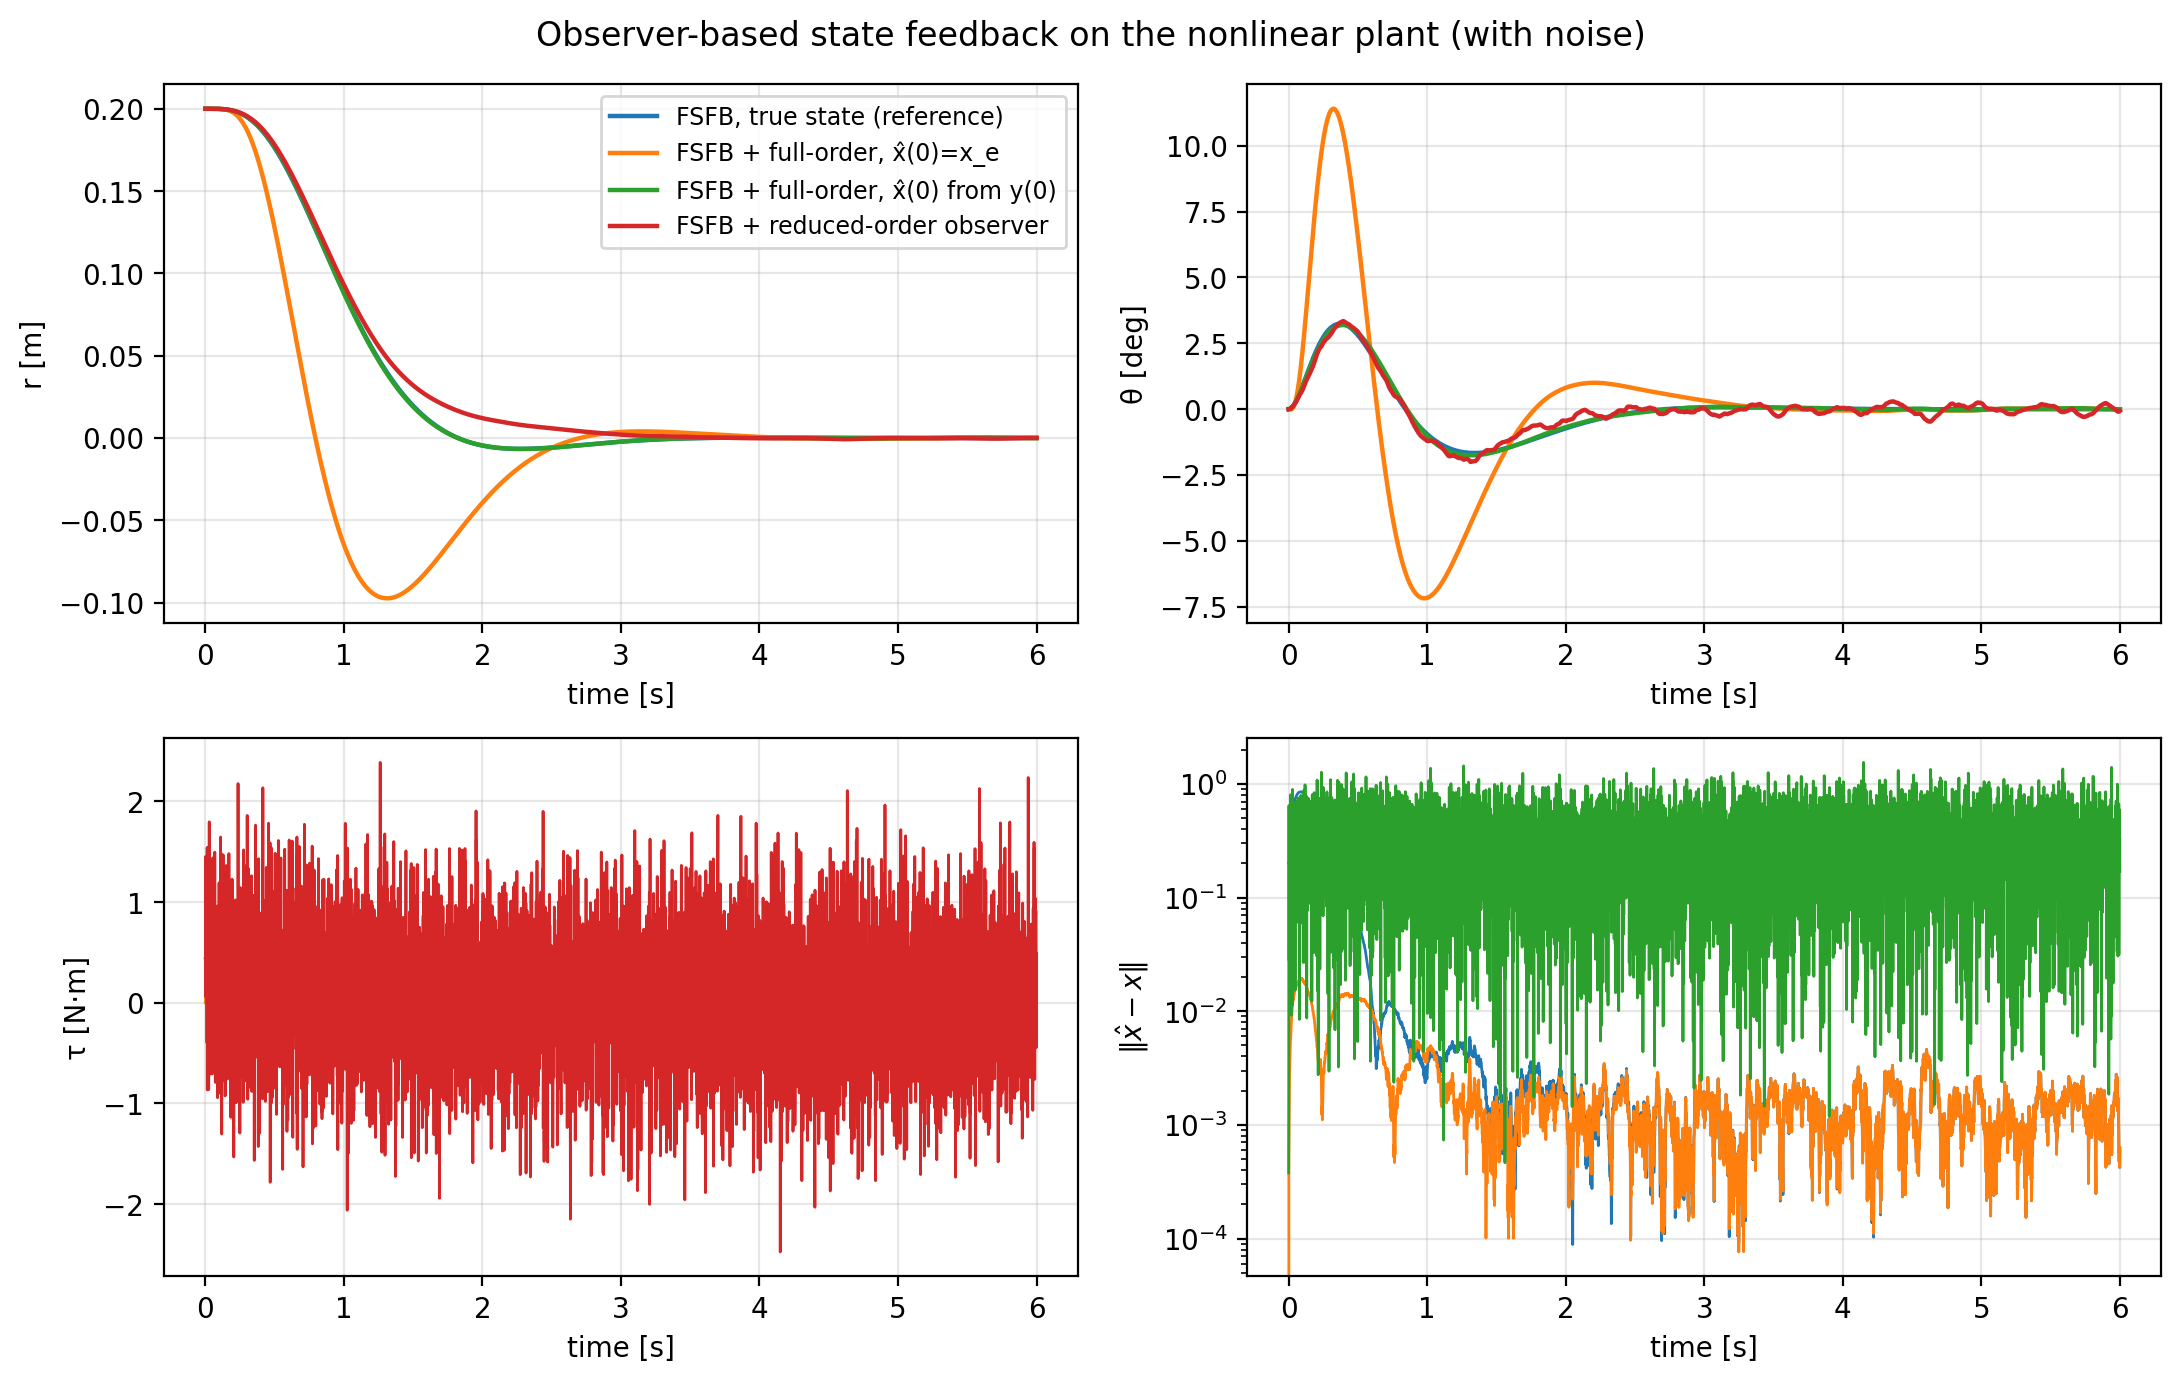 Observer-based state feedback on the nonlinear plant (with noise)
0.20
0.15
0.10
0.05
0.00
−0.05
−0.10
r [m]
FSFB, true state (reference)
FSFB + full-order, x̂(0)=x_e
FSFB + full-order, x̂(0) from y(0)
FSFB + reduced-order observer
0 1 2 3 4 5 6
time [s]
10.0
7.5
5.0
2.5
0.0
−2.5
−5.0
−7.5
θ [deg]
0 1 2 3 4 5 6
time [s]
2
1
0
−1
−2
τ [N·m]
0 1 2 3 4 5 6
time [s]
10⁰
10⁻¹
10⁻²
10⁻³
10⁻⁴
‖x̂ − x‖
0 1 2 3 4 5 6
time [s]